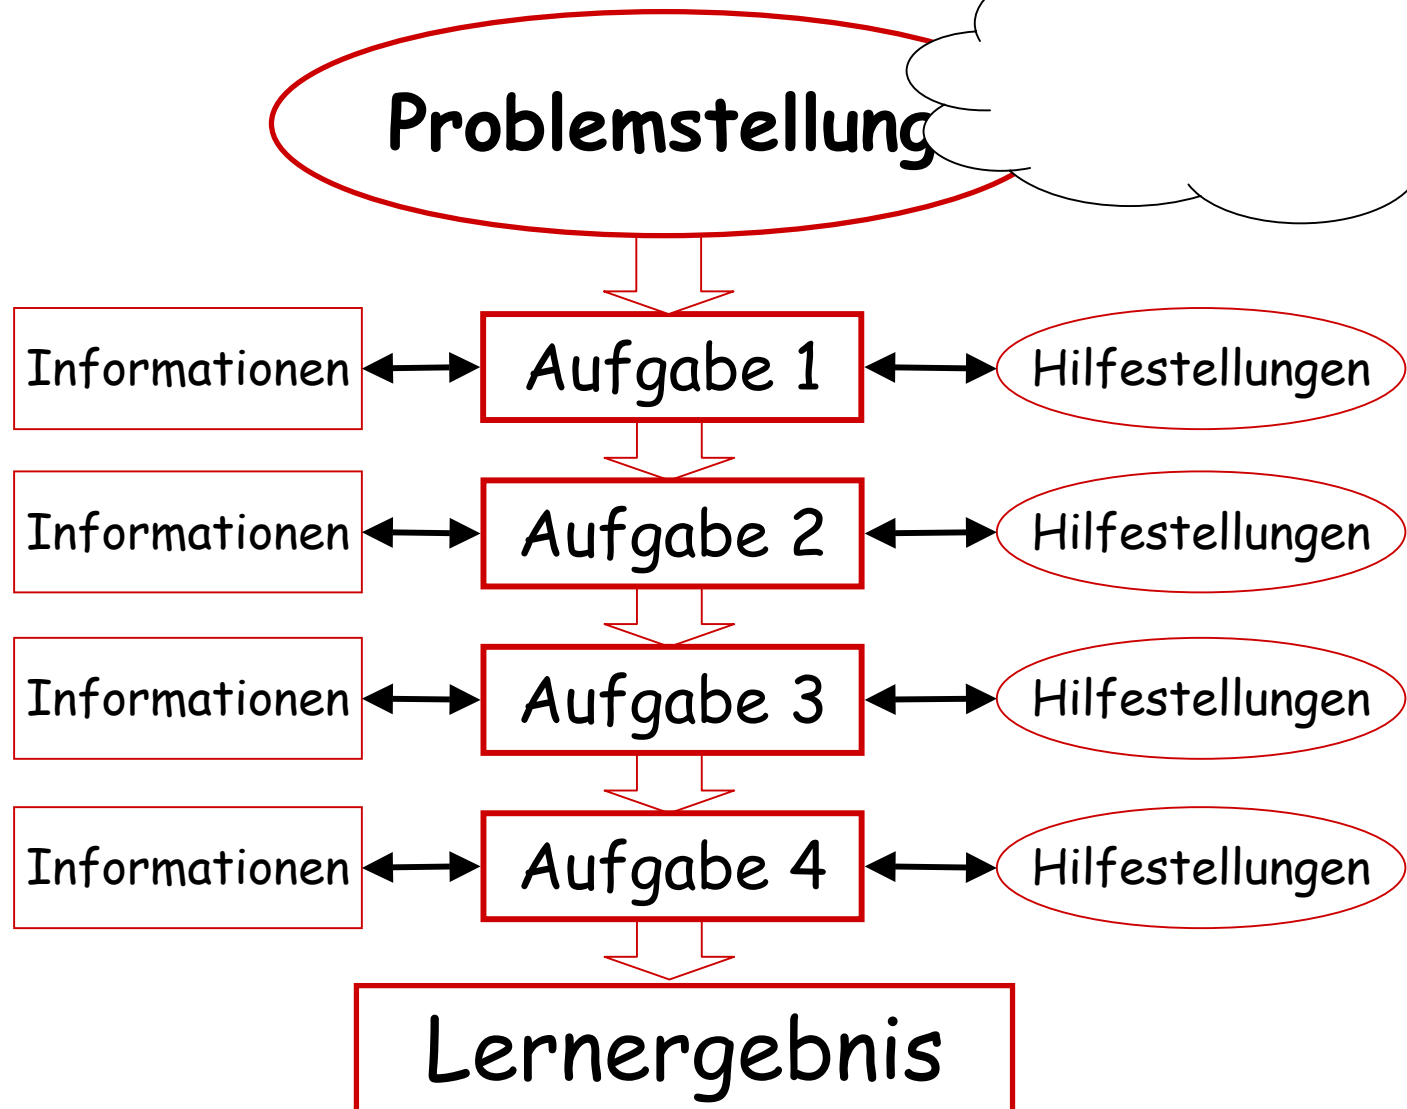 Problemstellung
Informationen
Aufgabe 1
Hilfestellungen
Informationen
Aufgabe 2
Hilfestellungen
Informationen
Aufgabe 3
Hilfestellungen
Informationen
Aufgabe 4
Hilfestellungen
Lernergebnis